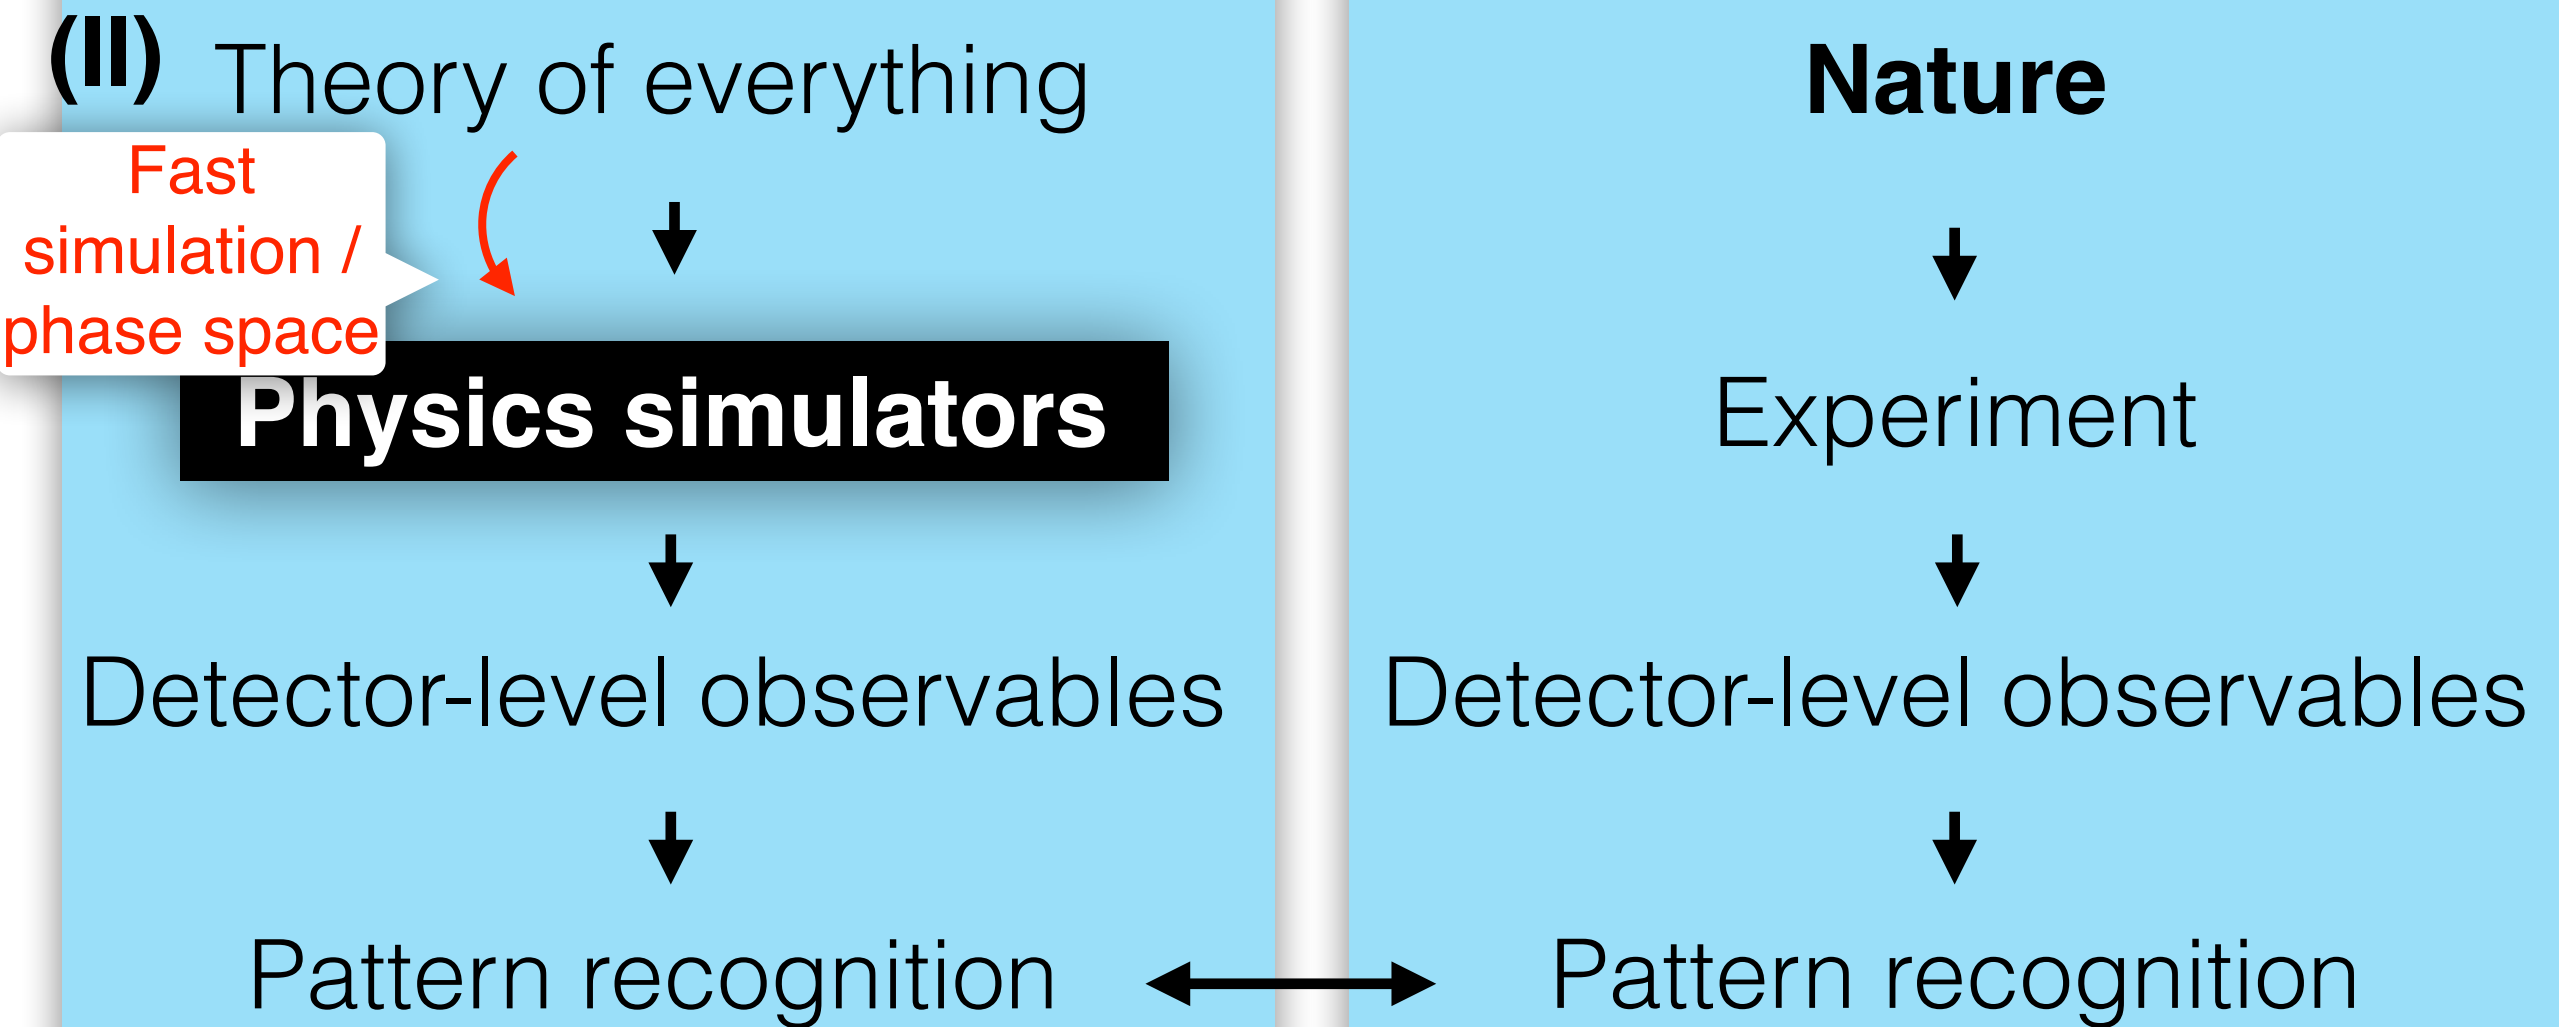 (II)
Theory of everything
Fast
simulation /
phase space
Physics simulators
Detector-level observables
Pattern recognition
Nature
Experiment
Detector-level observables
Pattern recognition